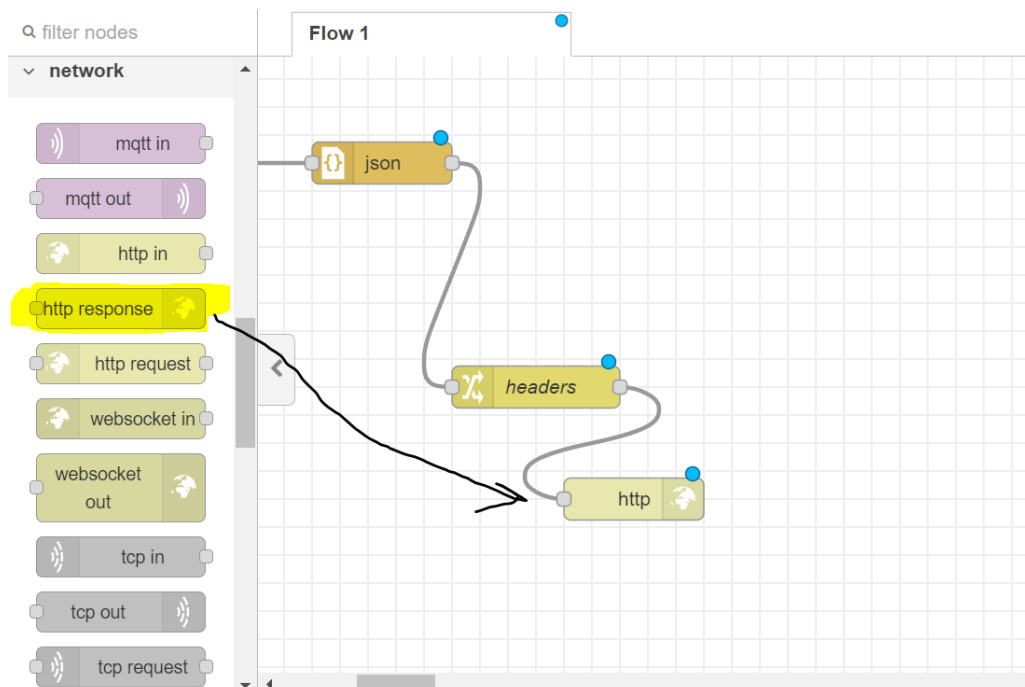 filter nodes
Flow 1
network
mqtt in
mqtt out
http in
http response
http request
websocket in
websocket
out
tcp in
tcp out
tcp request
json
headers
http